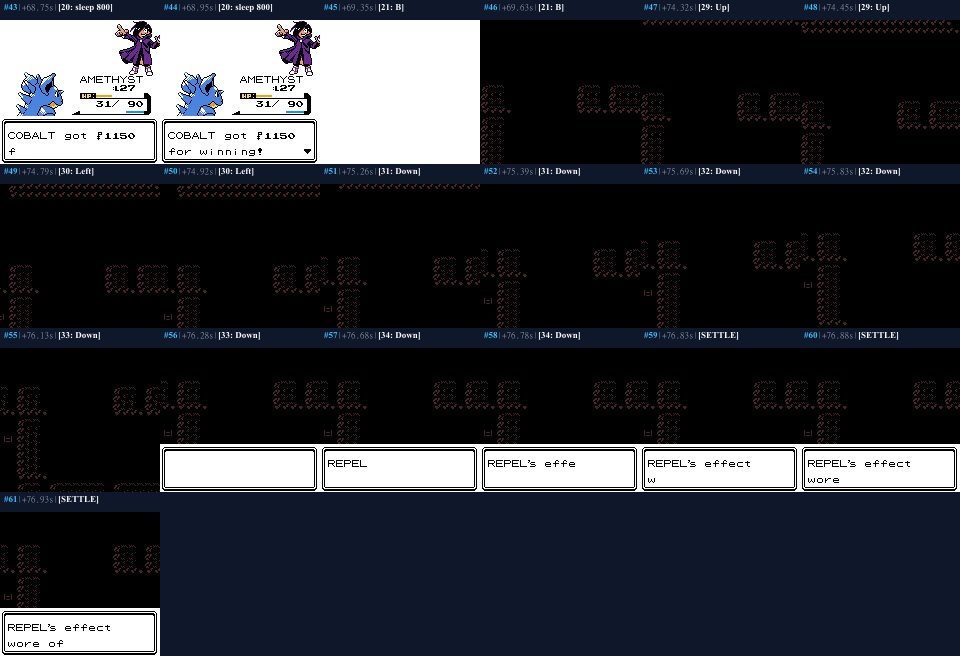 #43|+68.75s| [20: sleep 800]
#44|+68.95s| [20: sleep 800]
#45|+69.35s| [21: B]
#46|+69.63s| [21: B]
#47|+74.32s| [29: Up]
#48|+74.45s| [29: Up]
AMETHYST
:L27
HP:
31/ 90
COBALT got ₽1150
f
AMETHYST
:L27
HP:
31/ 90
COBALT got ₽1150
for winning!
#49|+74.79s| [30: Left]
#50|+74.92s| [30: Left]
#51|+75.26s| [31: Down]
#52|+75.39s| [31: Down]
#53|+75.69s| [32: Down]
#54|+75.83s| [32: Down]
#55|+76.13s| [33: Down]
#56|+76.28s| [33: Down]
#57|+76.68s| [34: Down]
#58|+76.78s| [34: Down]
#59|+76.83s| [SETTLE]
#60|+76.88s| [SETTLE]
REPEL
REPEL's effe
REPEL's effect
w
REPEL's effect
wore
#61|+76.93s| [SETTLE]
REPEL's effect
wore of